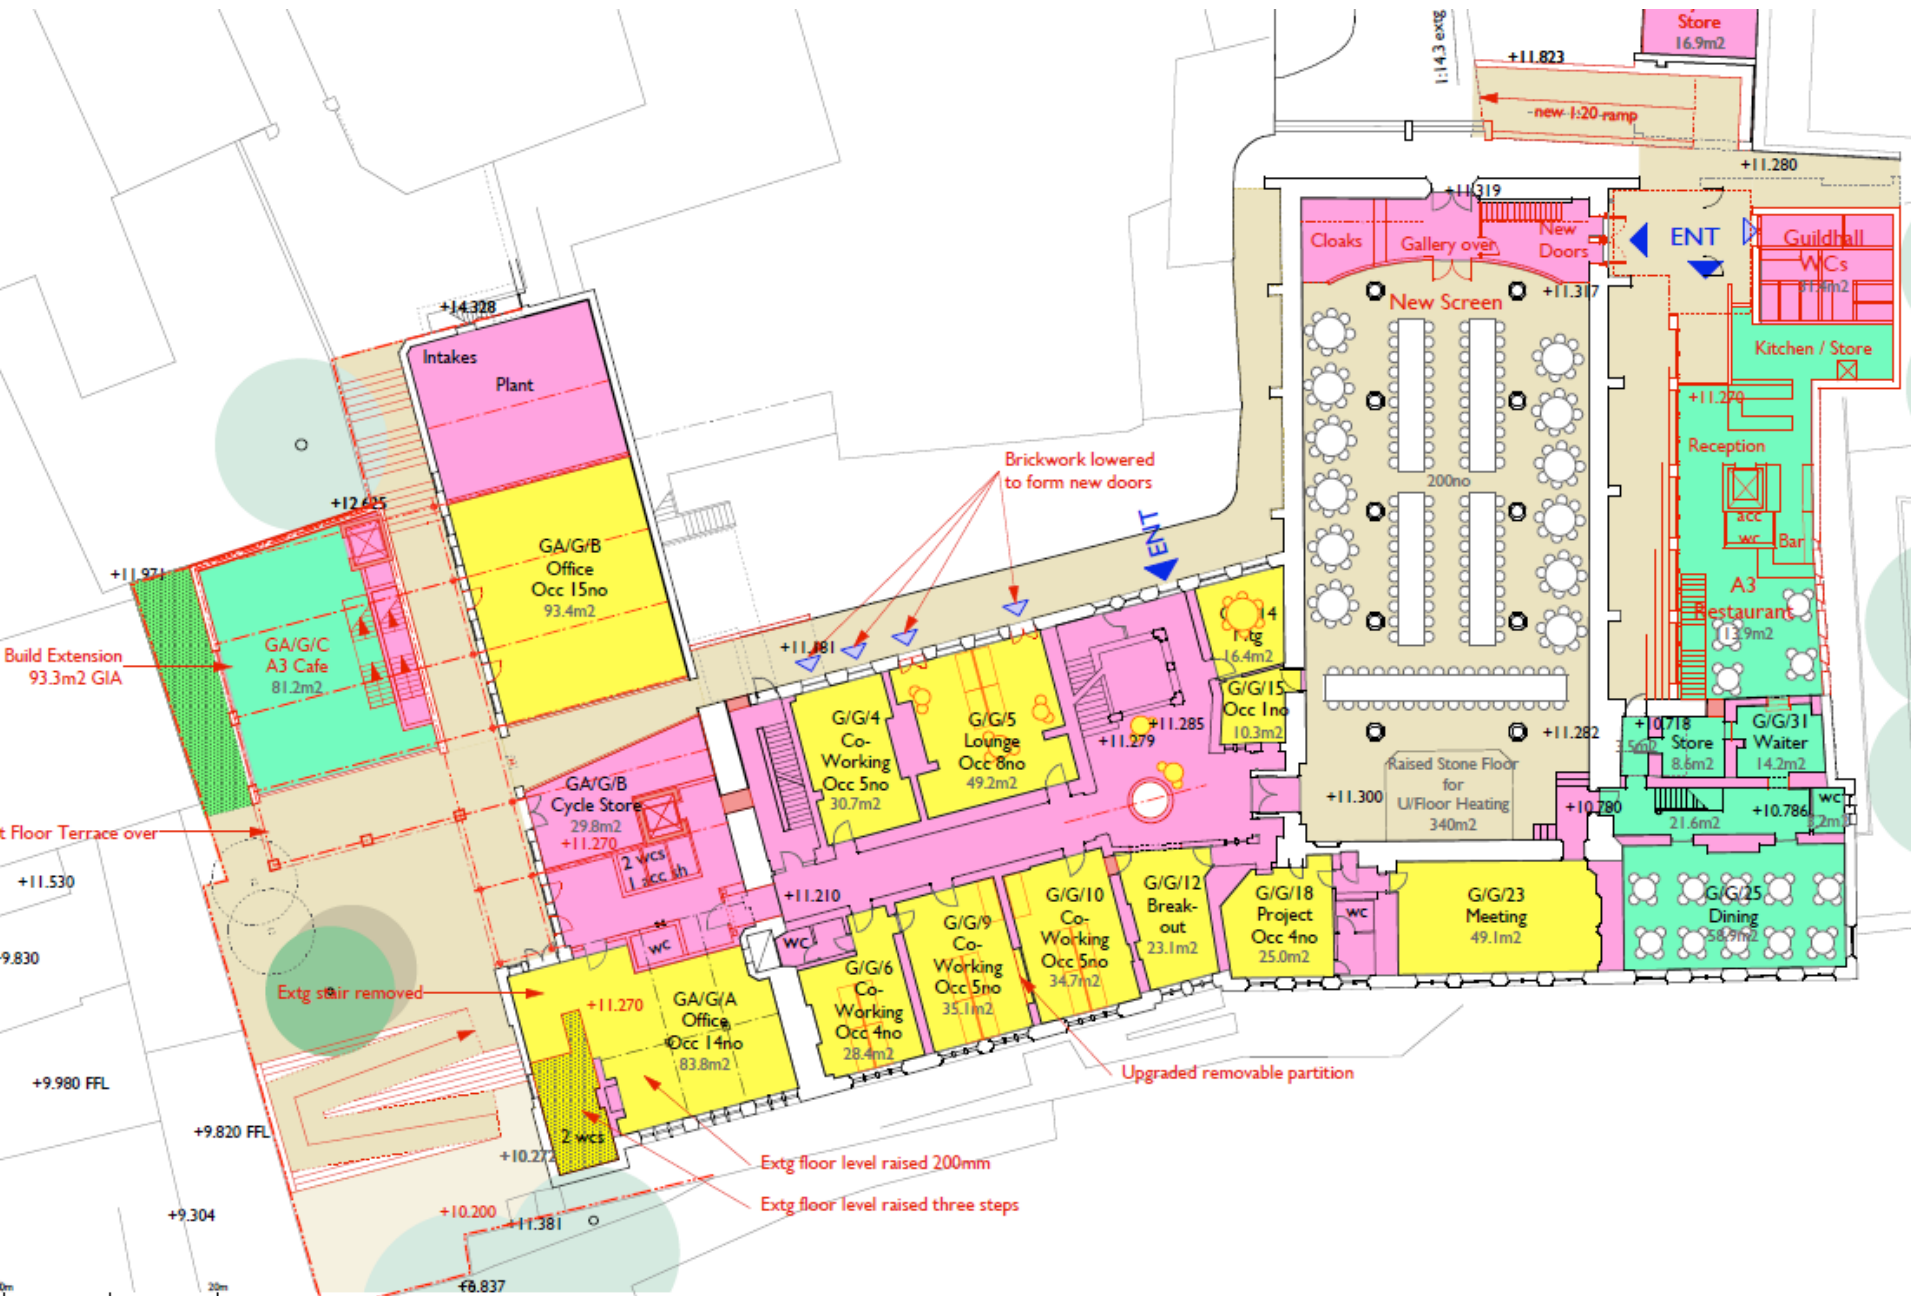 Store
16.9m2
1:14.3 extg
+11.823
new 1:20 ramp
+11.280
+11.319
Cloaks
Gallery over
New
Doors
ENT
Guildhall
WCs
+11.317
New Screen
+14.328
Intakes
Plant
Kitchen / Store
+11.270
Reception
Brickwork lowered
to form new doors
200no
+12.625
acc
wc
Bar
ENT
GA/G/B
Office
Occ 15no
93.4m2
+11.971
A3
Restaurant
GA/G/C
A3 Cafe
81.2m2
Build Extension
93.3m2 GIA
+11.181
16.4m2
G/G/15
Occ 1no
10.3m2
G/G/4
Co-
Working
Occ 5no
30.7m2
G/G/5
Lounge
Occ 8no
49.2m2
+11.285
+11.279
+11.282
+10.718
3.5m2
Store
8.6m2
G/G/31
Waiter
14.2m2
Raised Stone Floor
for
U/Floor Heating
340m2
+11.300
+10.780
21.6m2
+10.786
WC
GA/G/B
Cycle Store
29.8m2
+11.270
2 wcs
1 acc sh
t Floor Terrace over
+11.530
+11.210
G/G/12
Break-
out
23.1m2
G/G/18
Project
Occ 4no
25.0m2
WC
G/G/23
Meeting
49.1m2
G/G/25
Dining
58.9m2
G/G/10
Co-
Working
Occ 5no
34.7m2
G/G/9
Co-
Working
Occ 5no
35.1m2
G/G/6
Co-
Working
Occ 4no
28.4m2
WC
WC
9.830
Extg stair removed
+11.270
GA/G/A
Office
Occ 14no
83.8m2
Upgraded removable partition
+9.980 FFL
+9.820 FFL
2 wcs
+10.272
Extg floor level raised 200mm
Extg floor level raised three steps
+9.304
+10.200
+11.381
20m